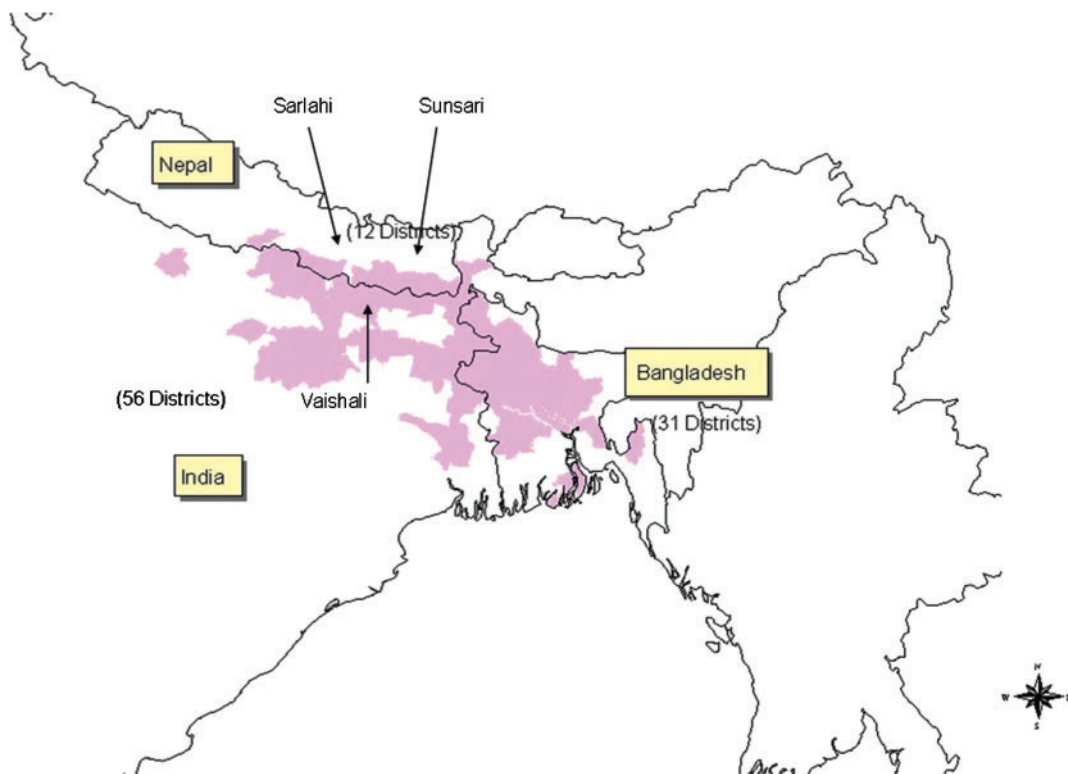 Sarlahi
Sunsari
Nepal
(12 Districts)
Bangladesh
(56 Districts)
Vaishali
(31 Districts)
India
N
W
S